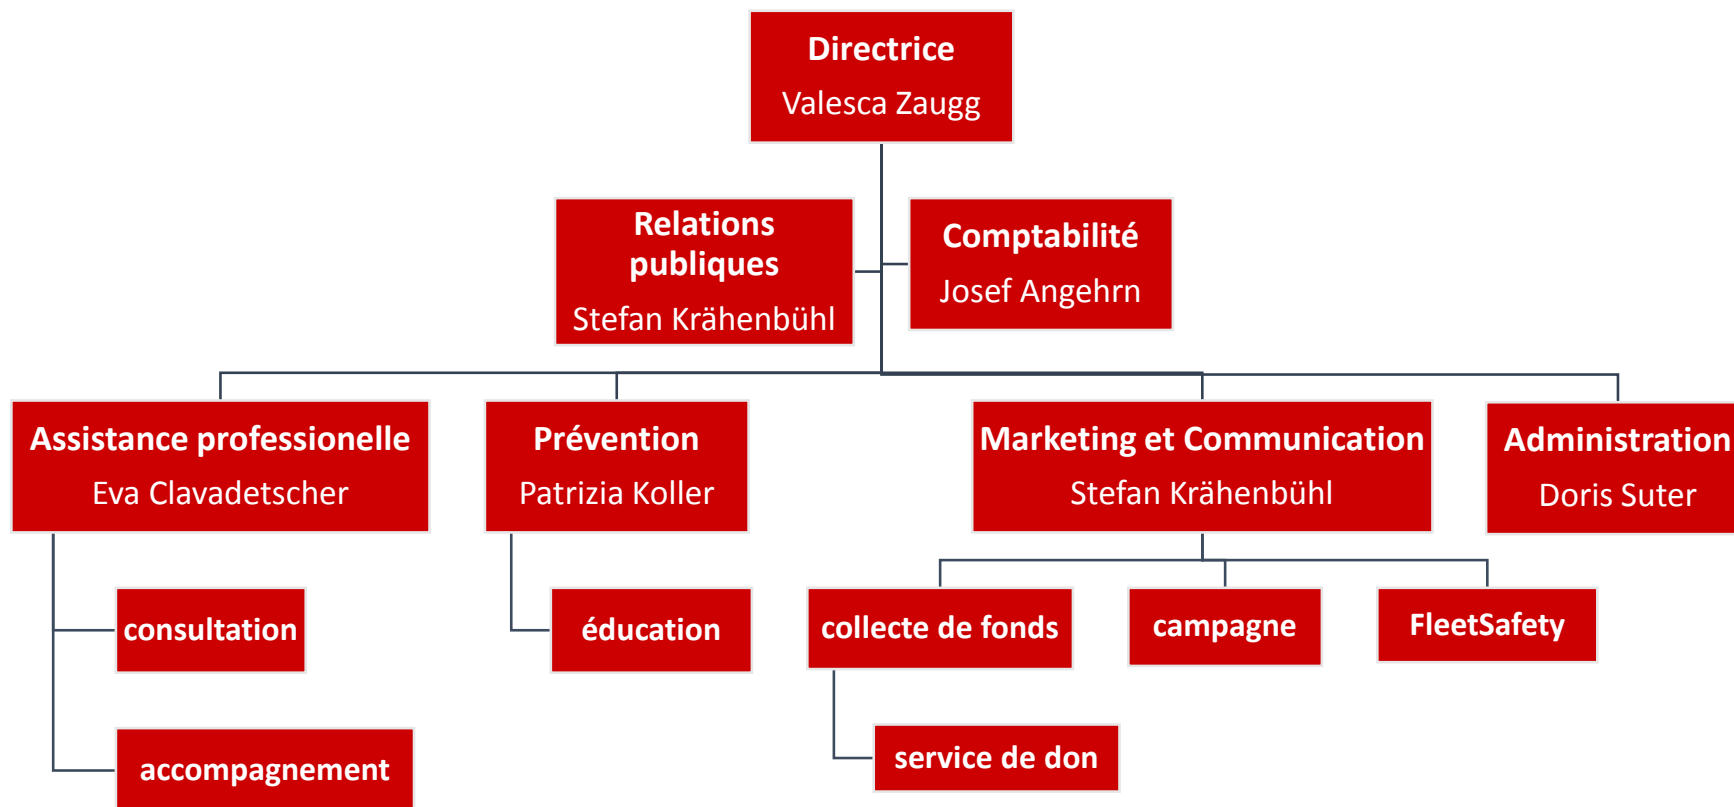 Directrice
Valesca Zaugg
Relations
publiques
Stefan Krähenbühl
Comptabilité
Josef Angehrn
Assistance professionelle
Eva Clavadetscher
Prévention
Patrizia Koller
Marketing et Communication
Stefan Krähenbühl
Administration
Doris Suter
consultation
éducation
collecte de fonds
campagne
FleetSafety
accompagnement
service de don